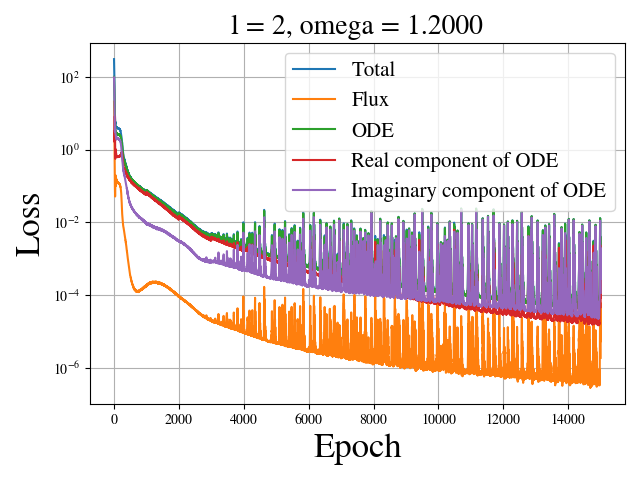 l = 2, omega = 1.2000
Total
Flux
ODE
Real component of ODE
Imaginary component of ODE
Loss
10^2
10^0
10^-2
10^-4
10^-6
0 2000 4000 6000 8000 10000 12000 14000
Epoch